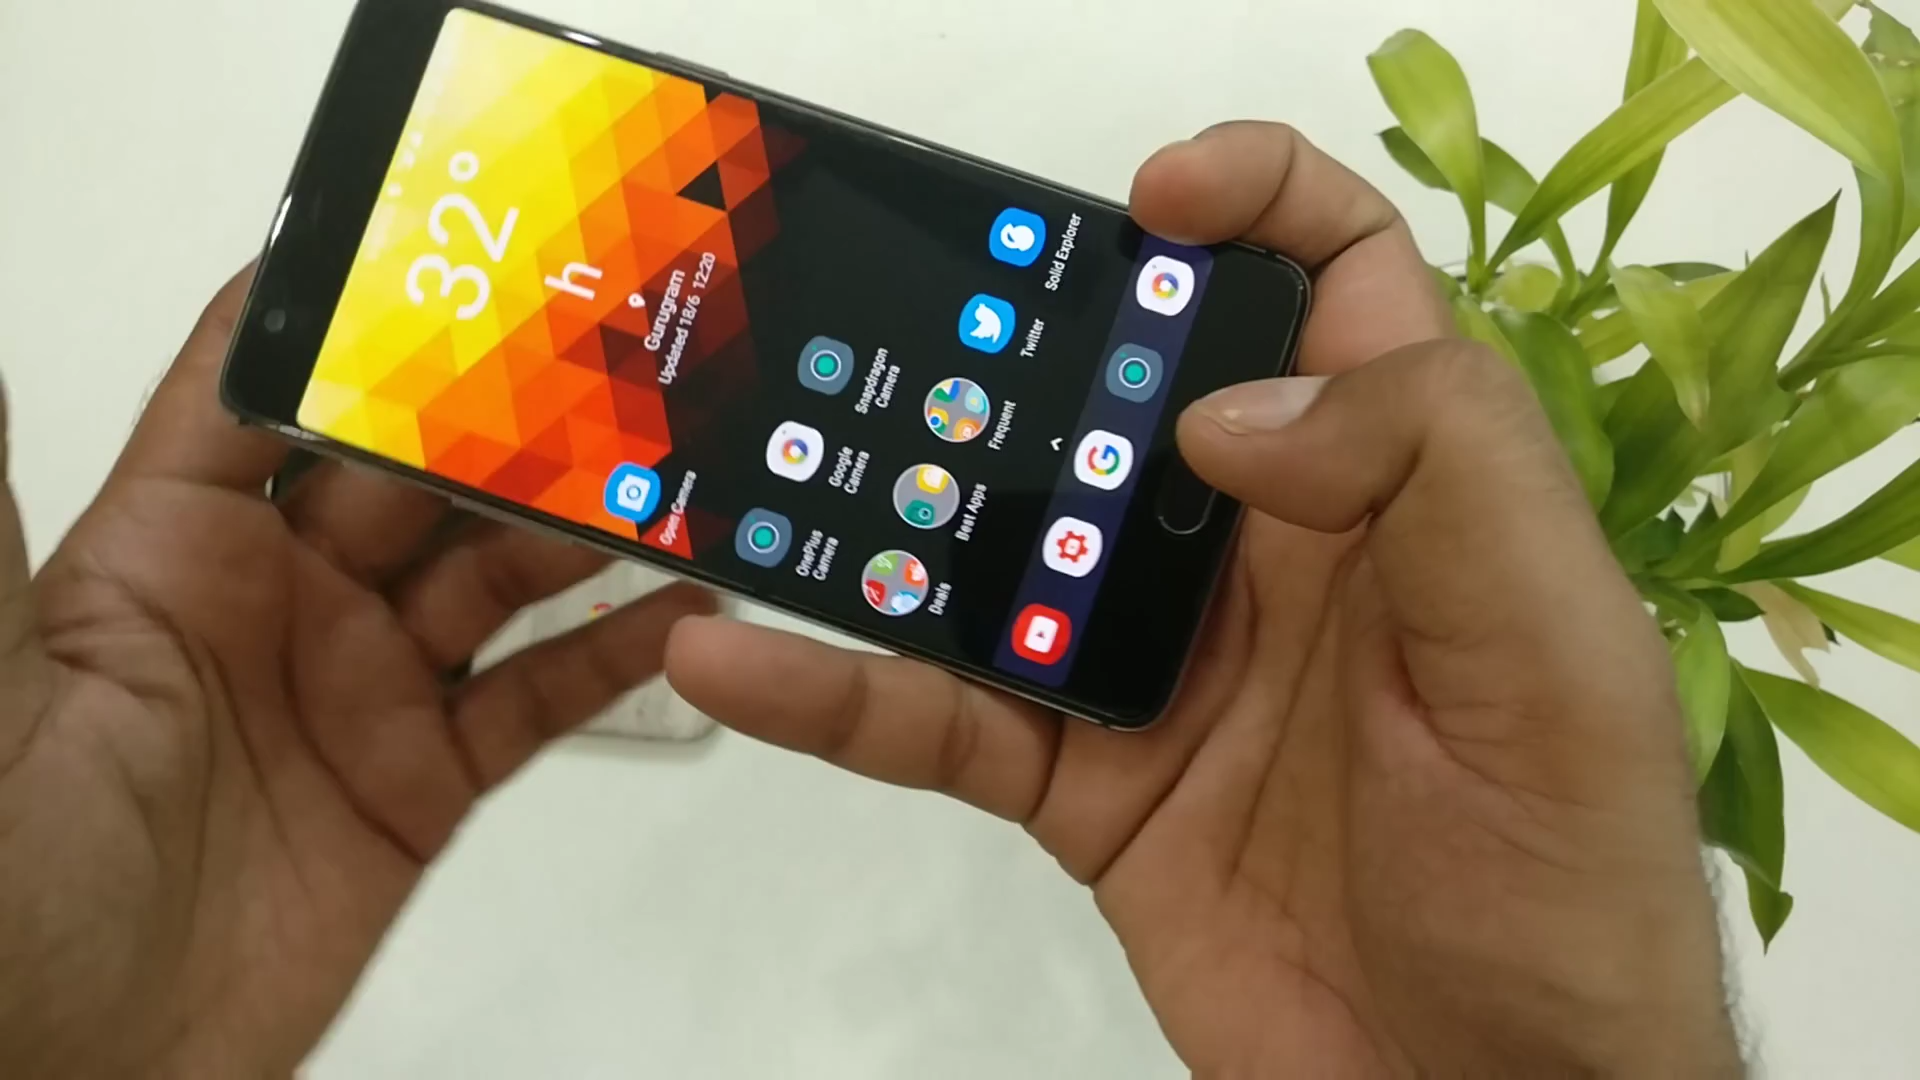 32°
h
Gurugram
Updated 18/6 12:20
Open Camera
OnePlus
Camera
Google
Camera
Snapdragon
Camera
Deals
Best Apps
Frequent
Twitter
Solid Explorer
G